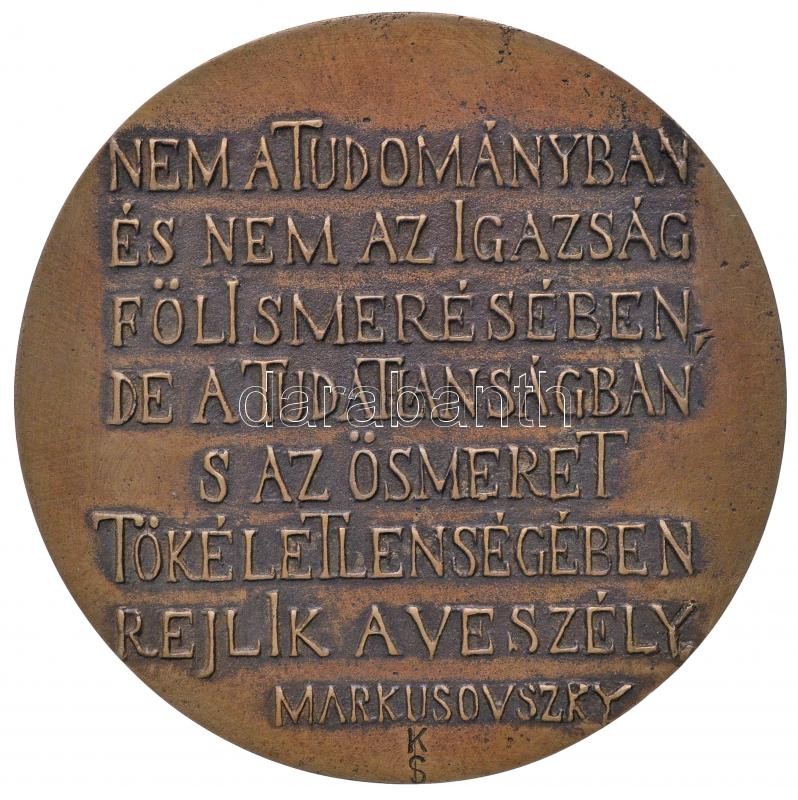 NEM A TUDOMÁNYBAN
ÉS NEM AZ IGAZSÁG
FÖLISMERÉSÉBEN,
DE A TUDATLANSÁGBAN
darabanth
S AZ ÖSMERET
TÖKÉLETLENSÉGÉBEN
REJLIK A VESZÉLY
MARKUSOVSZKY
KS